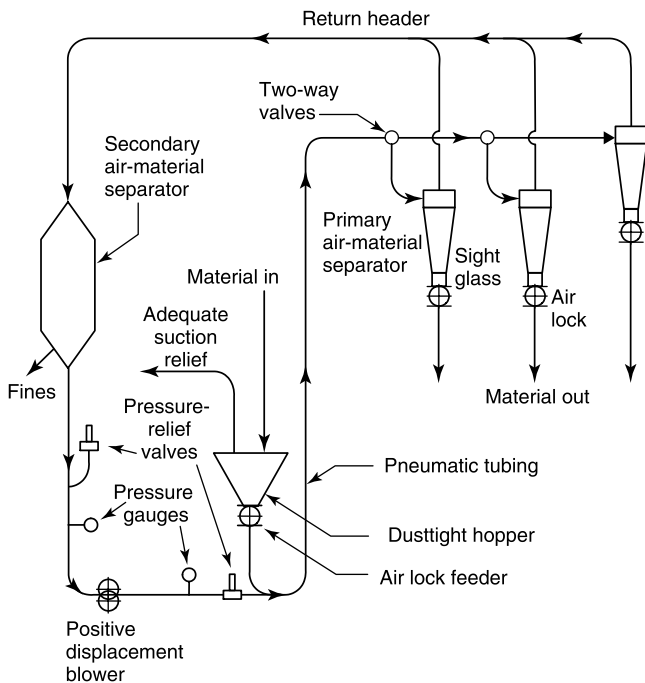 Return header
Two-way
valves
Secondary
air-material
separator
Primary
air-material
separator
Sight
glass
Material in
Air
lock
Adequate
suction
relief
Fines
Material out
Pressure-
relief
valves
Pneumatic tubing
Pressure
gauges
Dusttight hopper
Air lock feeder
Positive
displacement
blower